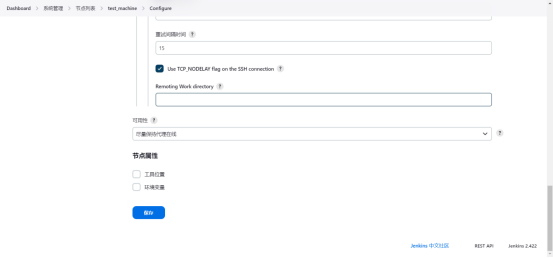 Dashboard > 系统管理 > 节点列表 > test_machine > Configure
重试间隔时间 ?
15
Use TCP_NODELAY flag on the SSH connection ?
Remoting Work directory ?
可用性 ?
尽量保持代理在线 ?
节点属性
工具位置
环境变量
保存
Jenkins 中文社区 REST API Jenkins 2.422